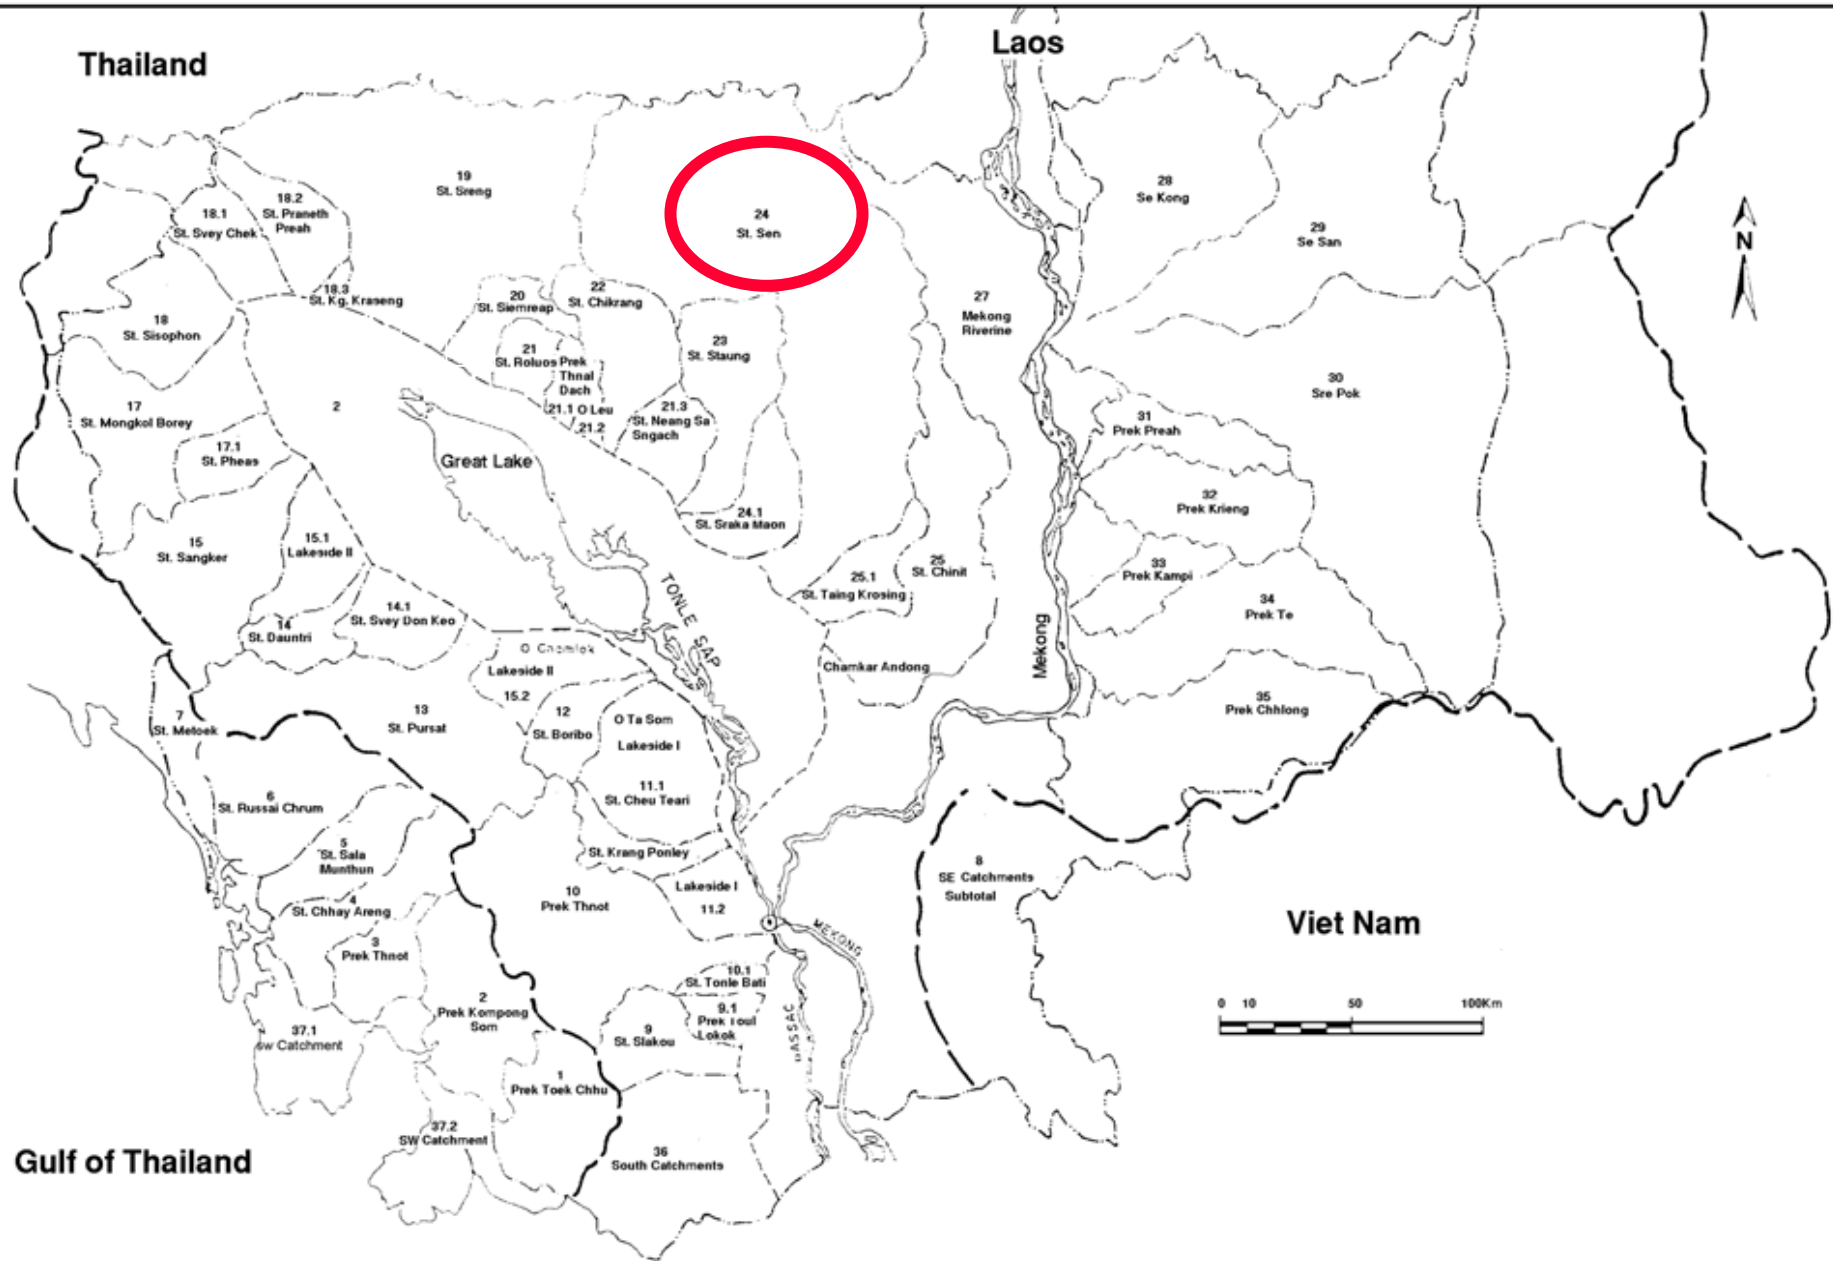 Thailand
Laos
19
St. Sreng
18.2
St. Praneth
Preah
18.1
St. Svey Chek
24
St. Sen
28
Se Kong
29
Se San
N
18.3
St. Kg. Kraseng
20
St. Siemreap
22
St. Chikrang
27
Mekong
Riverine
18
St. Sisophon
23
St. Staung
21
St. Roluos
Prek
Thnal
Dach
21.1
O Leu
21.2
21.3
St. Neang Sa
Sngach
30
Sre Pok
17
St. Mongkol Borey
2
31
Prek Preah
17.1
St. Pheas
Great Lake
32
Prek Krieng
24.1
St. Sraka Maon
15
St. Sangker
15.1
Lakeside II
25
St. Chinit
25.1
St. Taing Krosing
33
Prek Kampi
34
Prek Te
14.1
St. Svey Don Keo
14
St. Dauntri
TONLE SAP
Mekong
Lakeside II
15.2
Chamkar Andong
35
Prek Chhlong
7
St. Metoek
13
St. Pursat
12
St. Boribo
O Ta Som
Lakeside I
11.1
St. Cheu Teari
6
St. Russai Chrum
5
St. Sala
Munthun
St. Krang Ponley
8
SE Catchments
Subtotal
4
St. Chhay Areng
10
Prek Thnot
Lakeside I
11.2
Viet Nam
3
Prek Thnot
MEKONG
10.1
St. Tonle Bati
2
Prek Kompong
Som
9.1
Prek Toul
Lokok
9
St. Slakou
BASSAC
0 10 50 100Km
37.1
sw Catchment
1
Prek Toek Chhu
37.2
SW Catchment
36
South Catchments
Gulf of Thailand